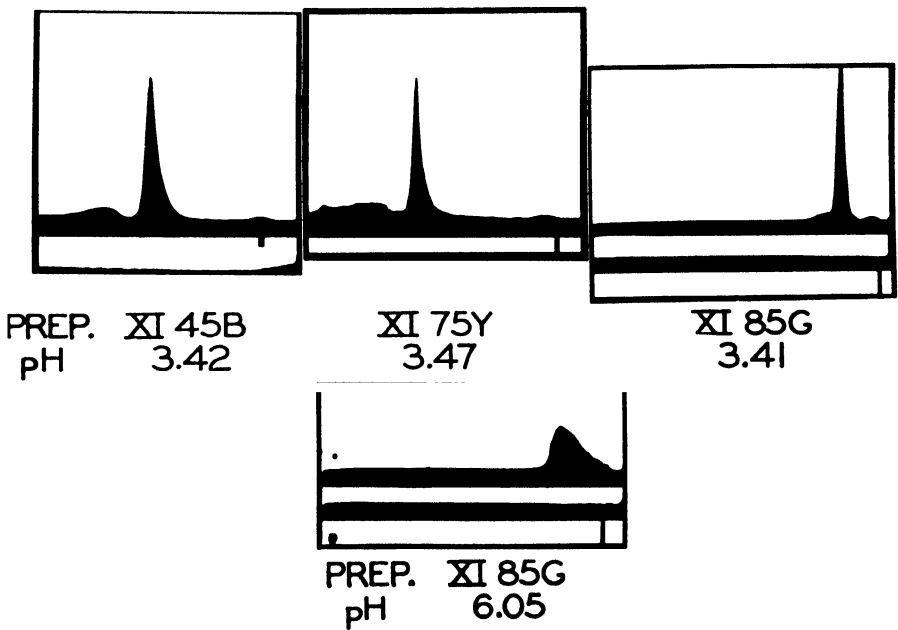 PREP. XI 45B XI 75Y XI 85G
pH 3.42 3.47 3.41
PREP. XI 85G
pH 6.05